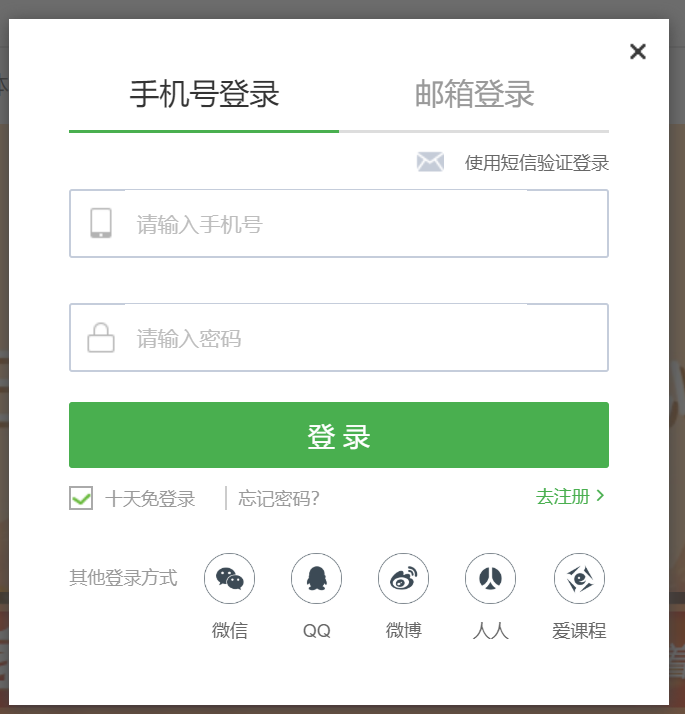 手机号登录 邮箱登录
使用短信验证登录
请输入手机号
请输入密码
登 录
十天免登录 忘记密码? 去注册
其他登录方式
微信 QQ 微博 人人 爱课程